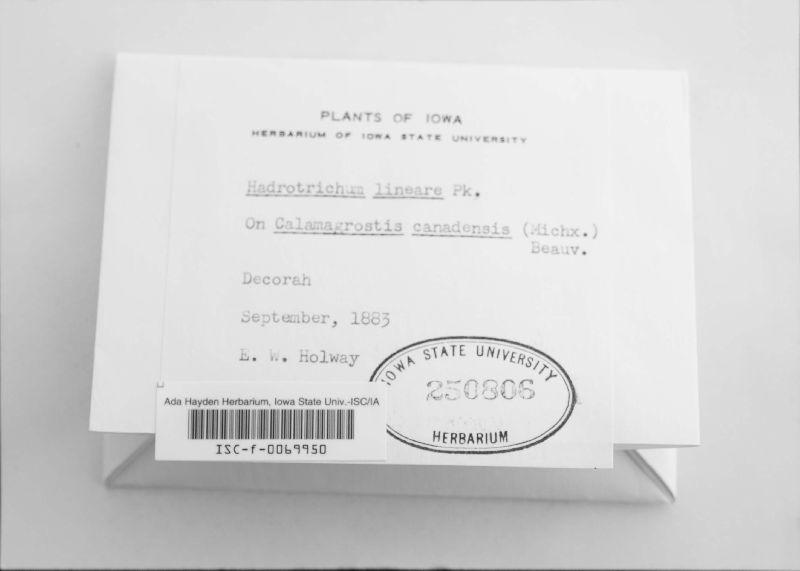 PLANTS OF IOWA
HERBARIUM OF IOWA STATE UNIVERSITY
Hadrotrichum lineare Pk.
On Calamagrostis canadensis (Michx.)
Beauv.
Decorah
September, 1883
E. W. Holway
IOWA STATE UNIVERSITY
250806
HERBARIUM
Ada Hayden Herbarium, Iowa State Univ.-ISC/IA
ISC-f-0069950